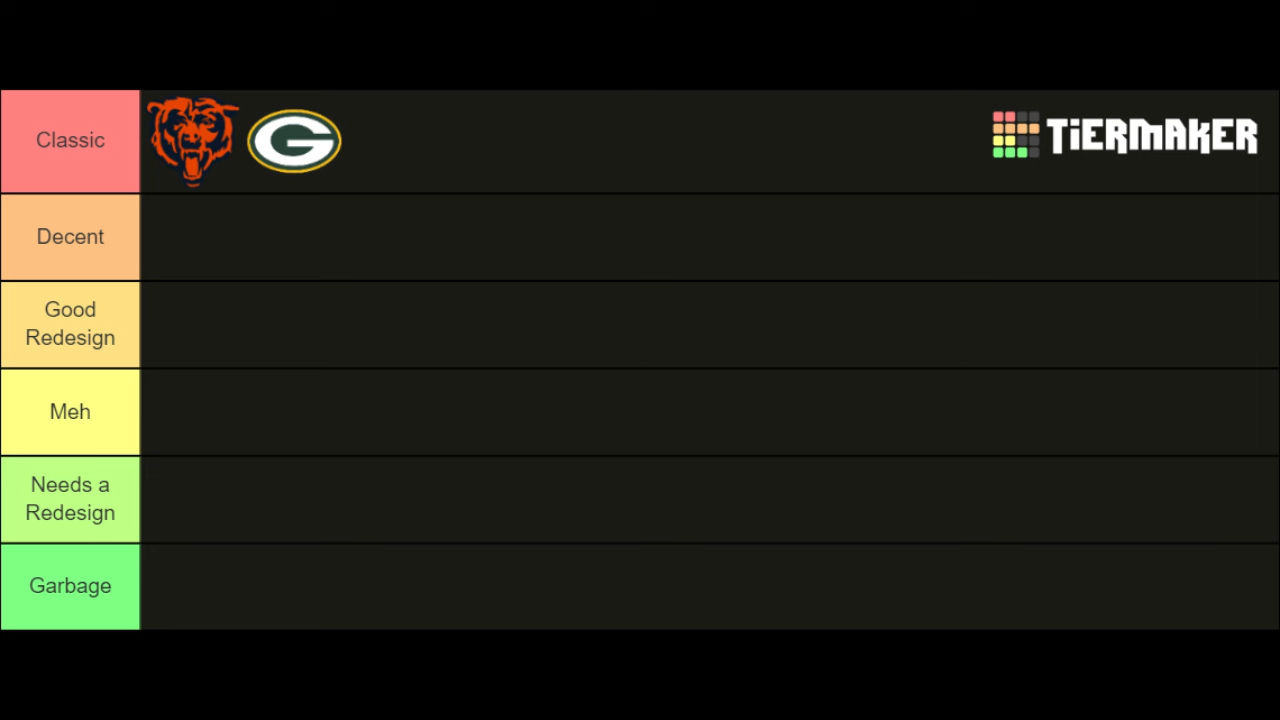 Classic
G
TiERMAKER
Decent
Good
Redesign
Meh
Needs a
Redesign
Garbage